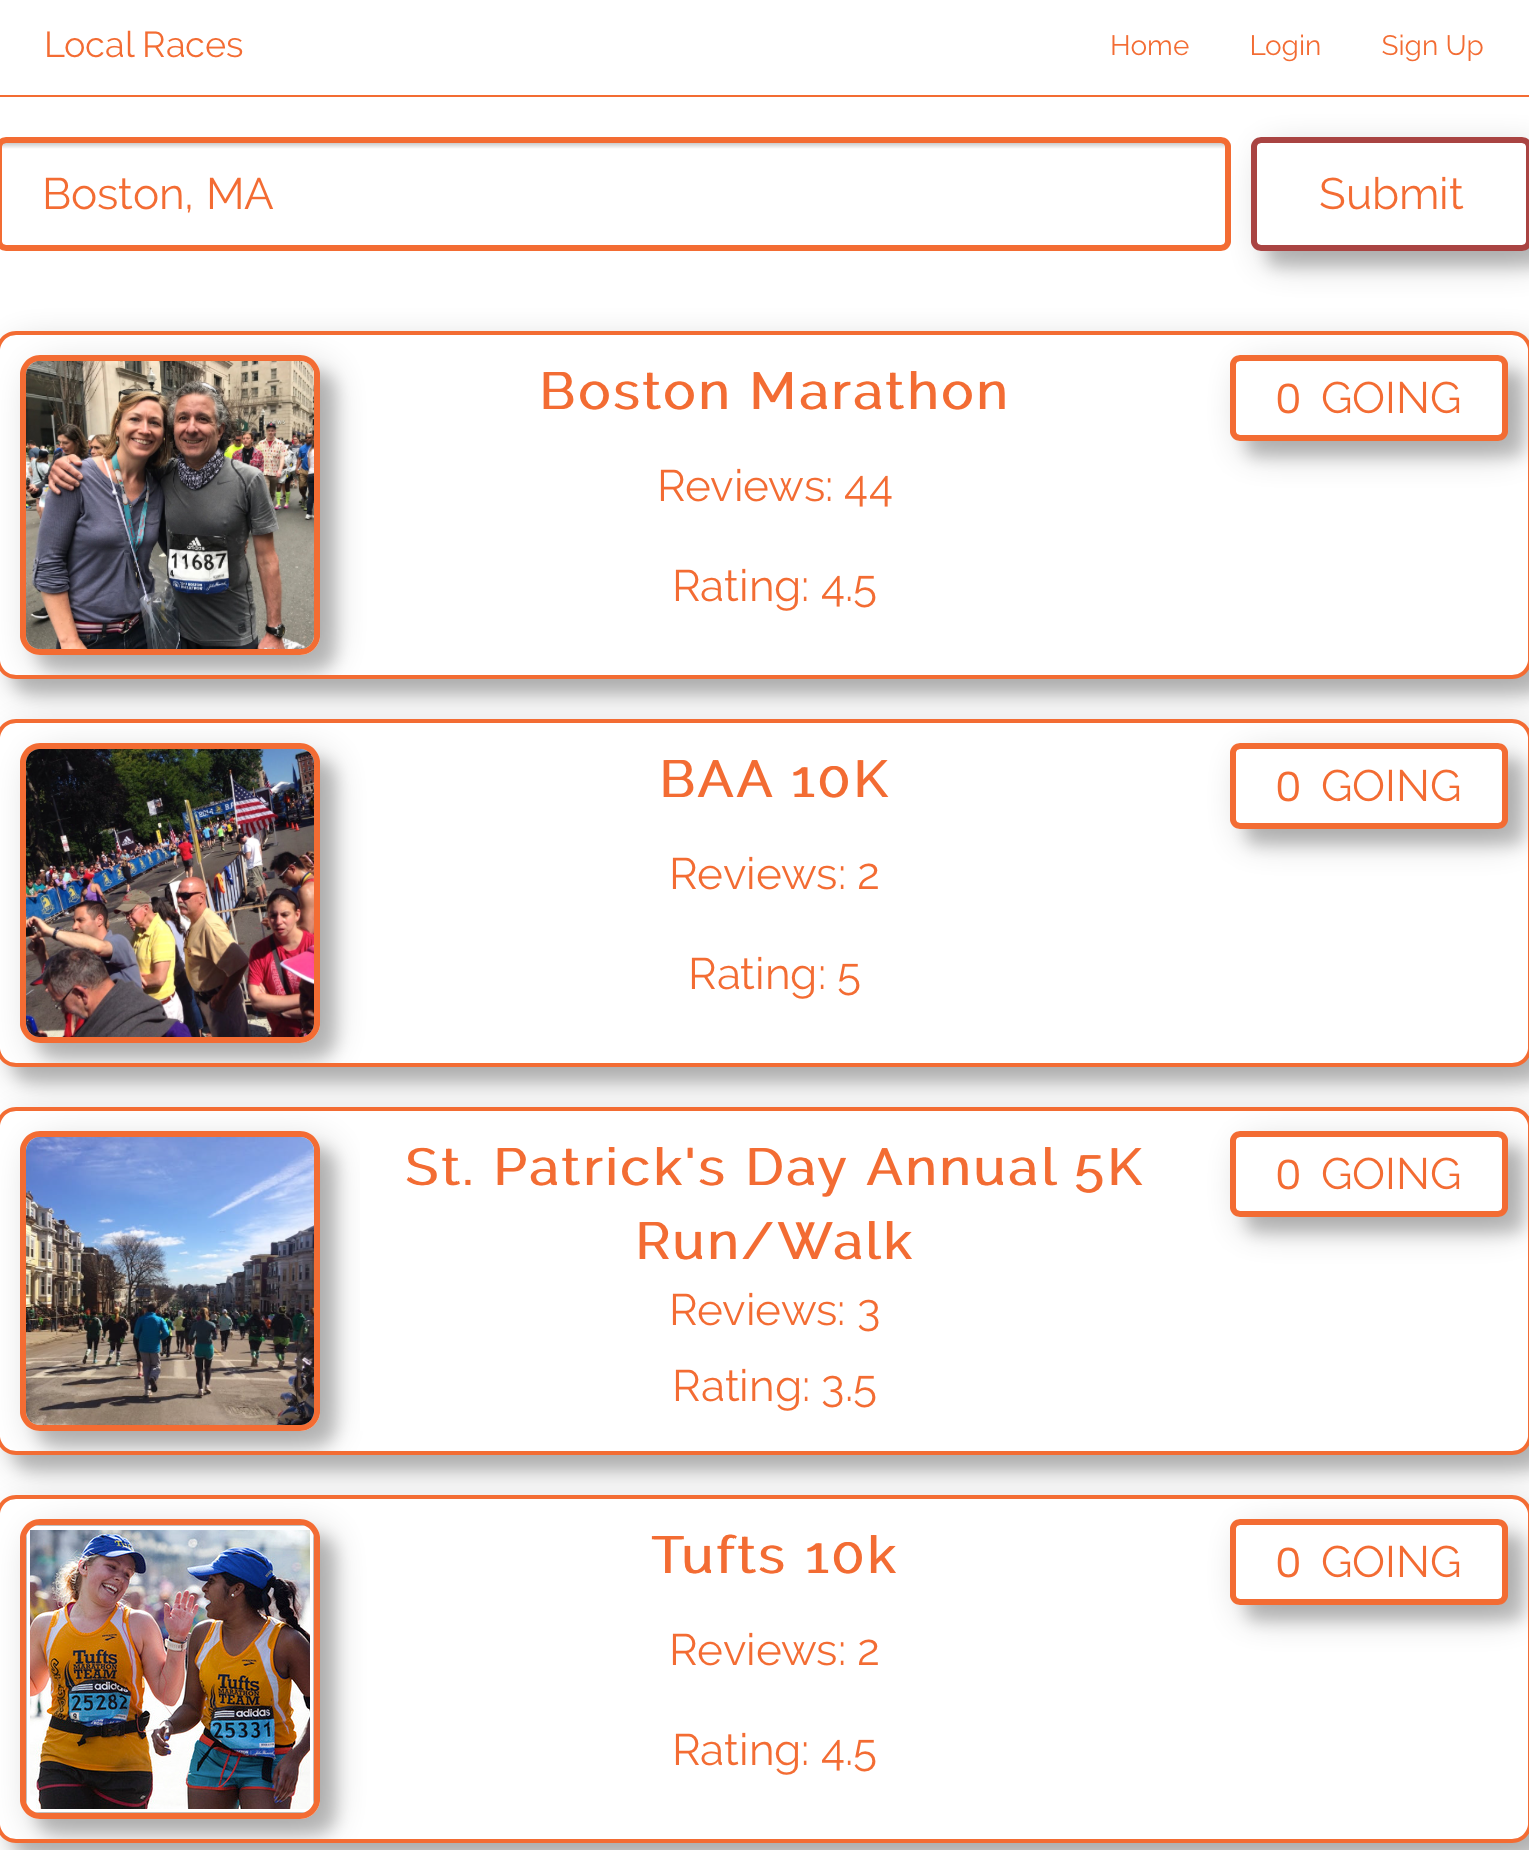 Local Races
Home
Login
Sign Up
Boston, MA
Submit
Boston Marathon
0 GOING
Reviews: 44
Rating: 4.5
11687
BAA 10K
0 GOING
Reviews: 2
Rating: 5
St. Patrick's Day Annual 5K
Run/Walk
0 GOING
Reviews: 3
Rating: 3.5
Tufts 10k
0 GOING
Reviews: 2
Rating: 4.5
Tufts
MARATHON
TEAM
adidas
25282
Tufts
MARATHON
TEAM
adidas
25331